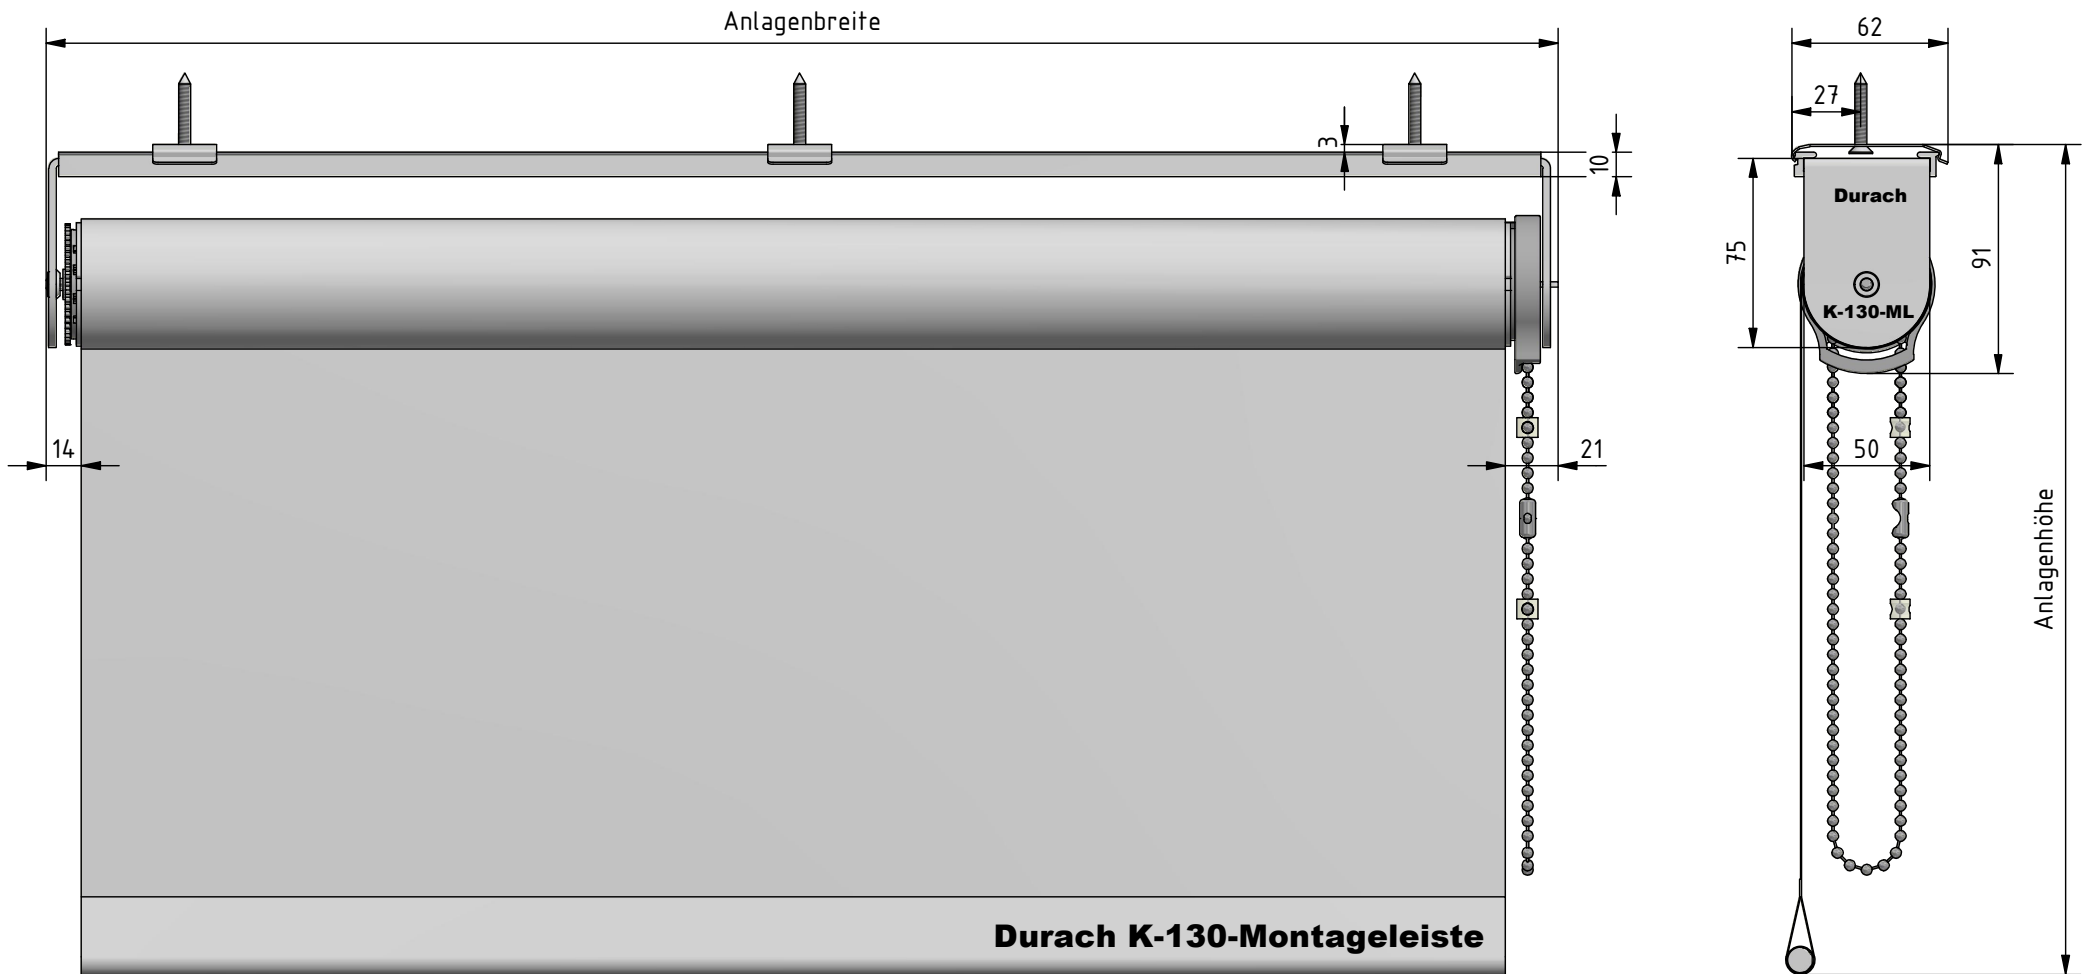 Anlagenbreite
62
27
3
10
Durach
75
91
K-130-ML
14
21
50
Anlagenhöhe
Durach K-130-Montageleiste